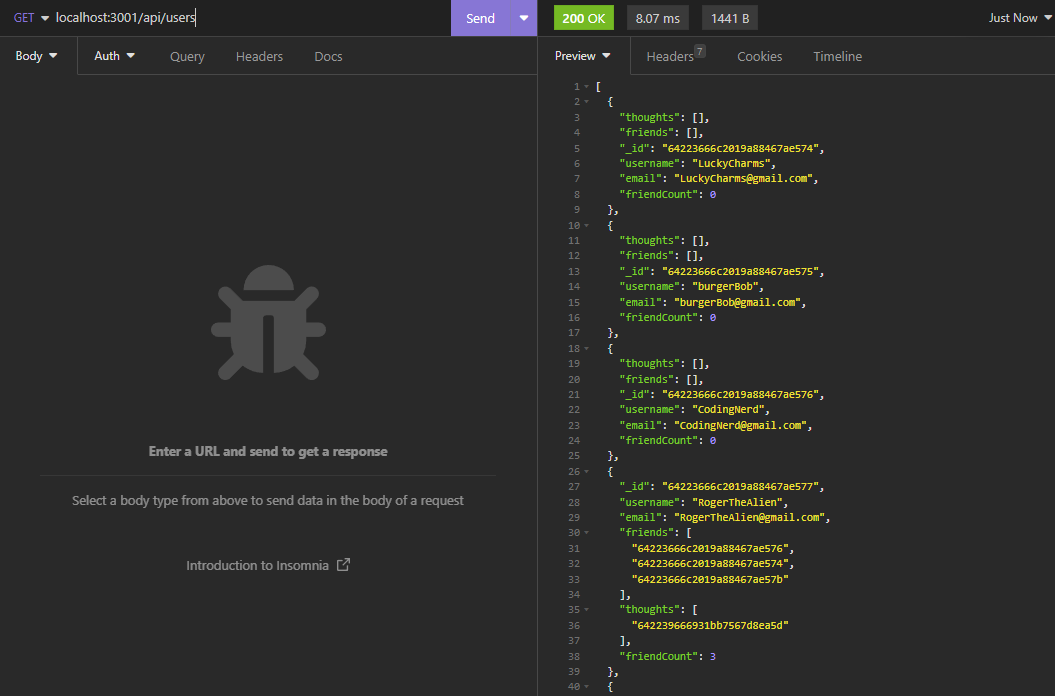 GET localhost:3001/api/users Send 200 OK 8.07 ms 1441 B Just Now
Body Auth Query Headers Docs Preview Headers 7 Cookies Timeline
Enter a URL and send to get a response
Select a body type from above to send data in the body of a request
Introduction to Insomnia
1 [
2 {
3 "thoughts": [],
4 "friends": [],
5 "_id": "64223666c2019a88467ae574",
6 "username": "LuckyCharms",
7 "email": "LuckyCharms@gmail.com",
8 "friendCount": 0
9 },
10 {
11 "thoughts": [],
12 "friends": [],
13 "_id": "64223666c2019a88467ae575",
14 "username": "burgerBob",
15 "email": "burgerBob@gmail.com",
16 "friendCount": 0
17 },
18 {
19 "thoughts": [],
20 "friends": [],
21 "_id": "64223666c2019a88467ae576",
22 "username": "CodingNerd",
23 "email": "CodingNerd@gmail.com",
24 "friendCount": 0
25 },
26 {
27 "_id": "64223666c2019a88467ae577",
28 "username": "RogerTheAlien",
29 "email": "RogerTheAlien@gmail.com",
30 "friends": [
31 "64223666c2019a88467ae576",
32 "64223666c2019a88467ae574",
33 "64223666c2019a88467ae57b"
34 ],
35 "thoughts": [
36 "642239666931bb7567d8ea5d"
37 ],
38 "friendCount": 3
39 },
40 {